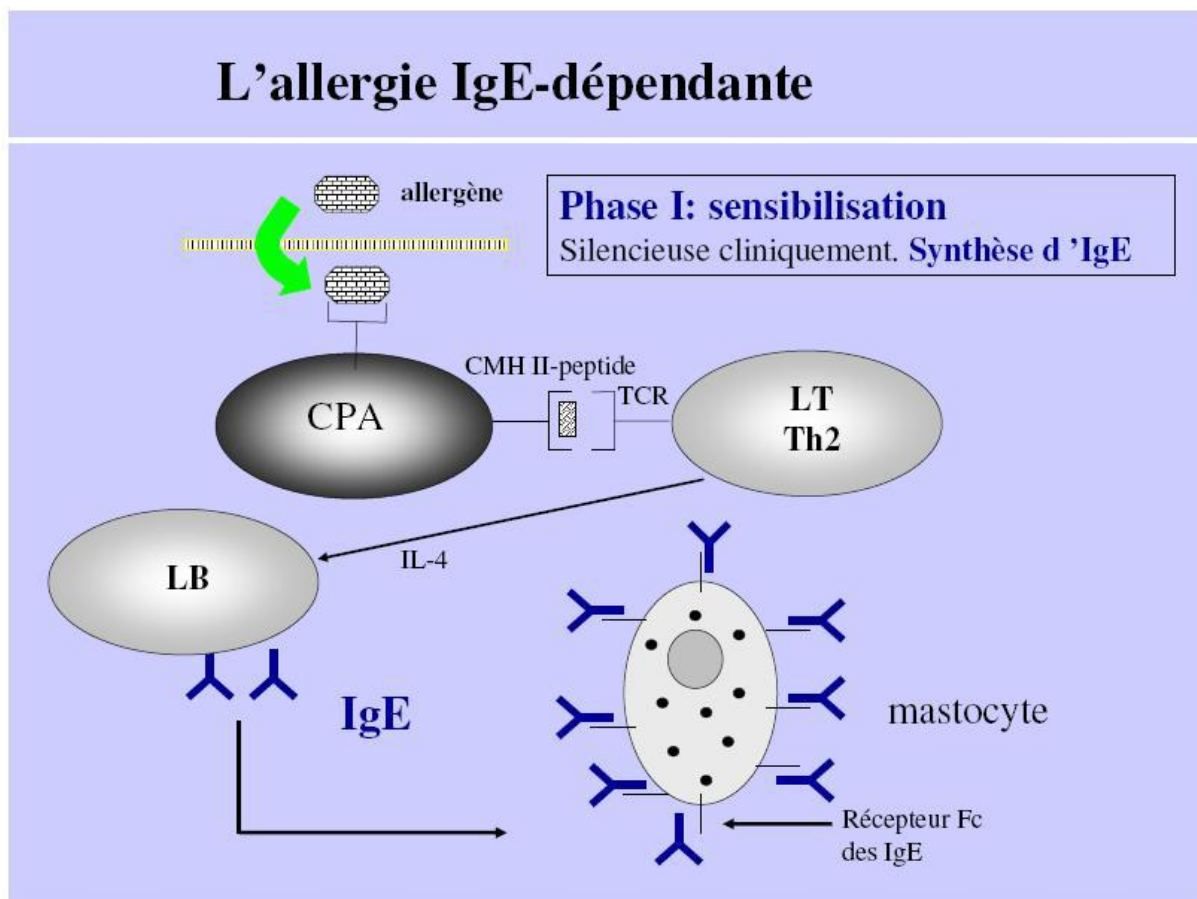 L'allergie IgE-dépendante
allergène
Phase I: sensibilisation
Silencieuse cliniquement. Synthèse d 'IgE
CMH II-peptide
TCR
CPA
LT
Th2
IL-4
LB
IgE
mastocyte
Récepteur Fc
des IgE